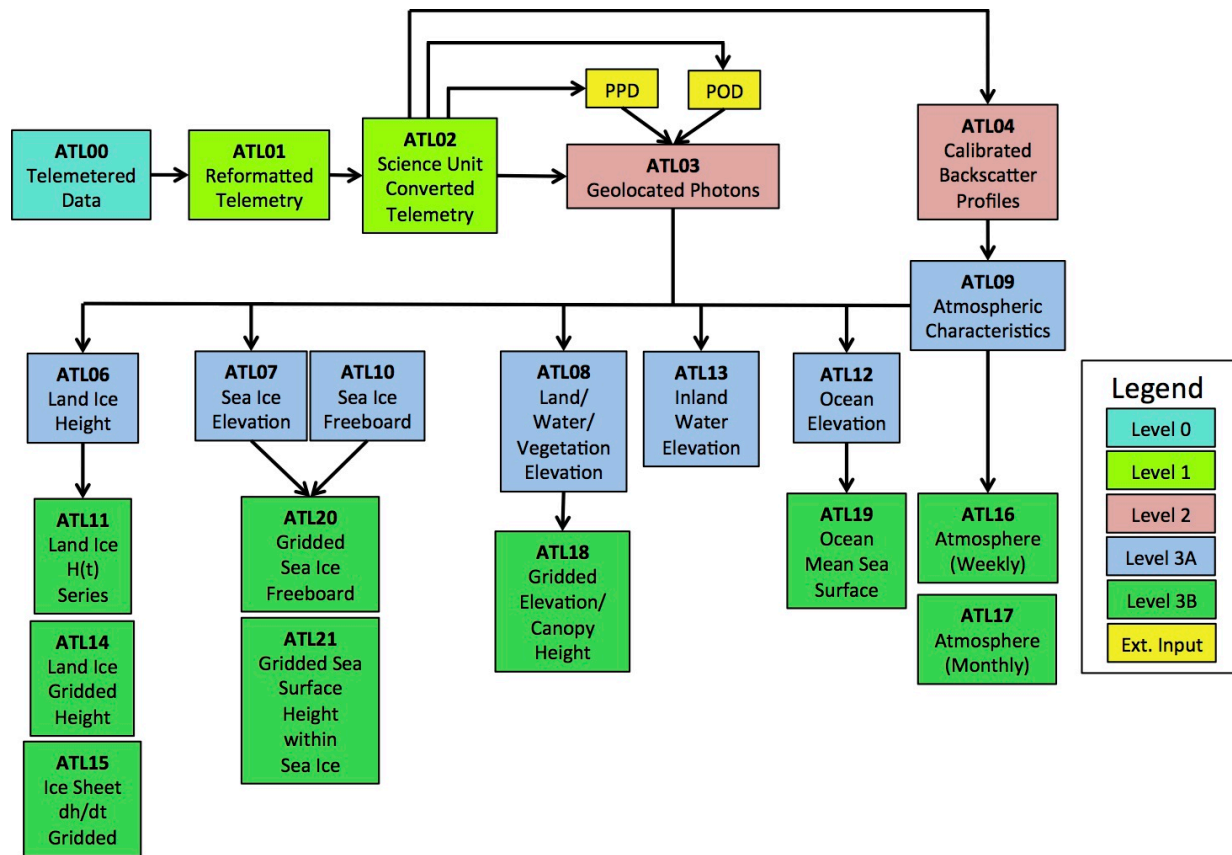 PPD
POD
ATL00
Telemetered
Data
ATL01
Reformatted
Telemetry
ATL02
Science Unit
Converted
Telemetry
ATL03
Geolocated Photons
ATL04
Calibrated
Backscatter
Profiles
ATL09
Atmospheric
Characteristics
ATL06
Land Ice
Height
ATL07
Sea Ice
Elevation
ATL10
Sea Ice
Freeboard
ATL08
Land/
Water/
Vegetation
Elevation
ATL13
Inland
Water
Elevation
ATL12
Ocean
Elevation
ATL11
Land Ice
H(t)
Series
ATL20
Gridded
Sea Ice
Freeboard
ATL18
Gridded
Elevation/
Canopy
Height
ATL19
Ocean
Mean Sea
Surface
ATL16
Atmosphere
(Weekly)
ATL14
Land Ice
Gridded
Height
ATL21
Gridded Sea
Surface
Height
within
Sea Ice
ATL17
Atmosphere
(Monthly)
ATL15
Ice Sheet
dh/dt
Gridded
Legend
Level 0
Level 1
Level 2
Level 3A
Level 3B
Ext. Input